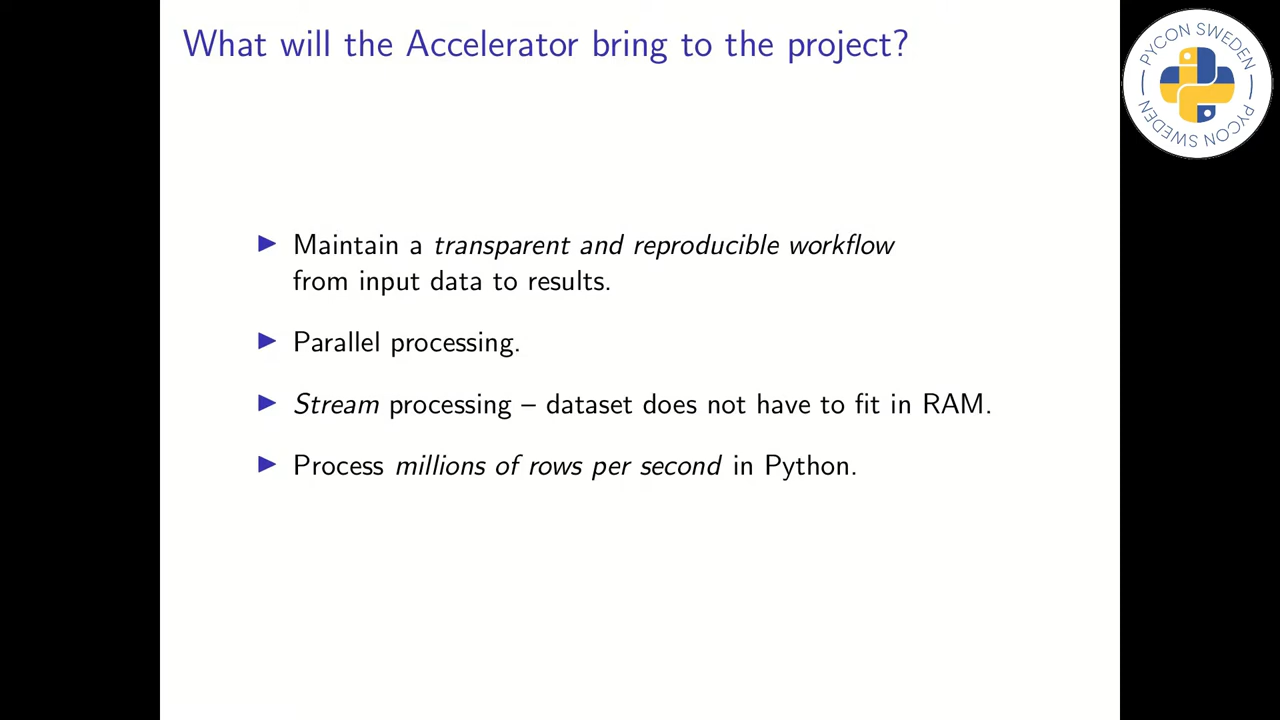 What will the Accelerator bring to the project?
PYCON SWEDEN
PYCON SWEDEN
Maintain a transparent and reproducible workflow
from input data to results.
Parallel processing.
Stream processing – dataset does not have to fit in RAM.
Process millions of rows per second in Python.